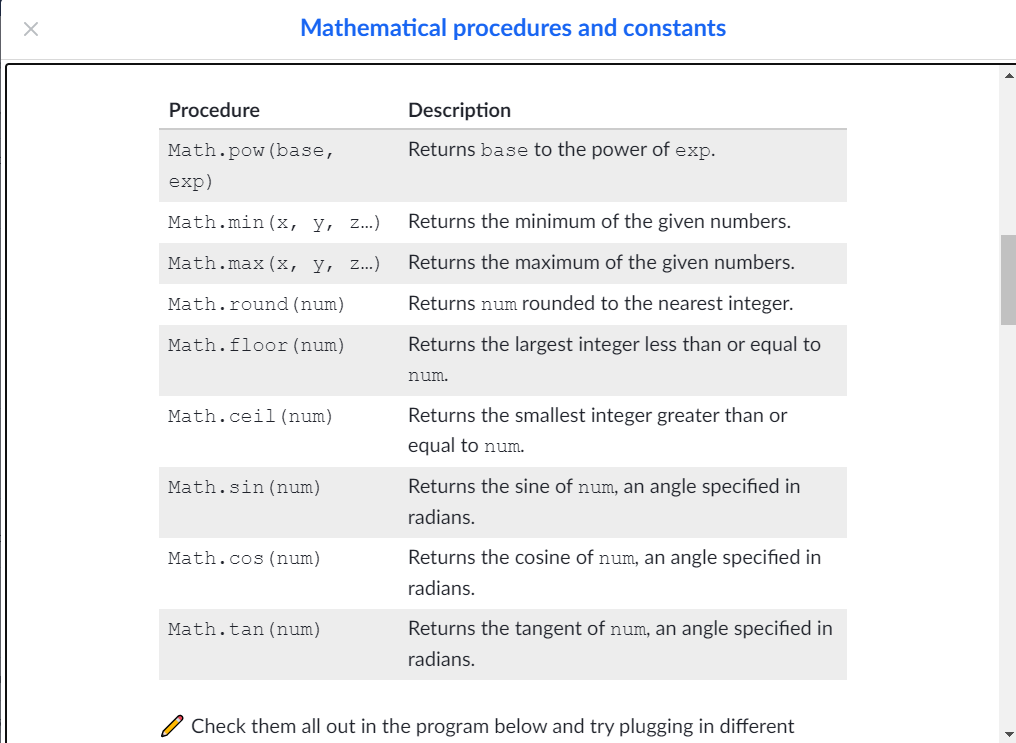 Mathematical procedures and constants
Procedure Description
Math.pow(base, Returns base to the power of exp.
exp)
Math.min(x, y, z…) Returns the minimum of the given numbers.
Math.max(x, y, z…) Returns the maximum of the given numbers.
Math.round(num) Returns num rounded to the nearest integer.
Math.floor(num) Returns the largest integer less than or equal to
num.
Math.ceil(num) Returns the smallest integer greater than or
equal to num.
Math.sin(num) Returns the sine of num, an angle specified in
radians.
Math.cos(num) Returns the cosine of num, an angle specified in
radians.
Math.tan(num) Returns the tangent of num, an angle specified in
radians.
Check them all out in the program below and try plugging in different